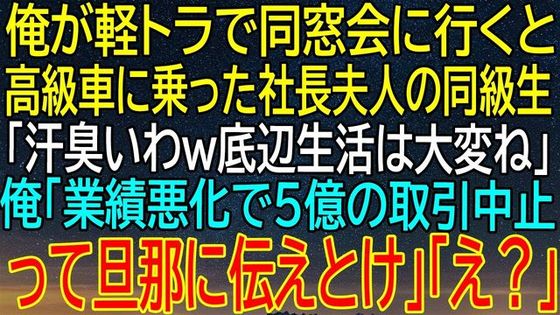 俺が軽トラで同窓会に行くと
高級車に乗った社長夫人の同級生
「汗臭いわw底辺生活は大変ね」
俺「業績悪化で5億の取引中止
って旦那に伝えとけ」「え？」